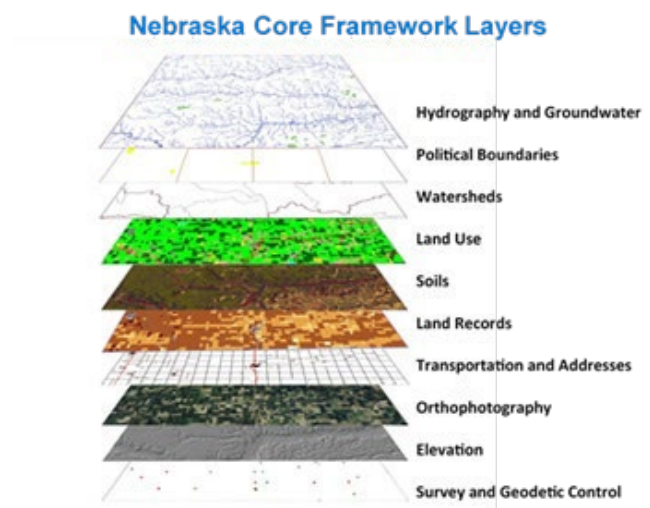 Nebraska Core Framework Layers
Hydrography and Groundwater
Political Boundaries
Watersheds
Land Use
Soils
Land Records
Transportation and Addresses
Orthophotography
Elevation
Survey and Geodetic Control